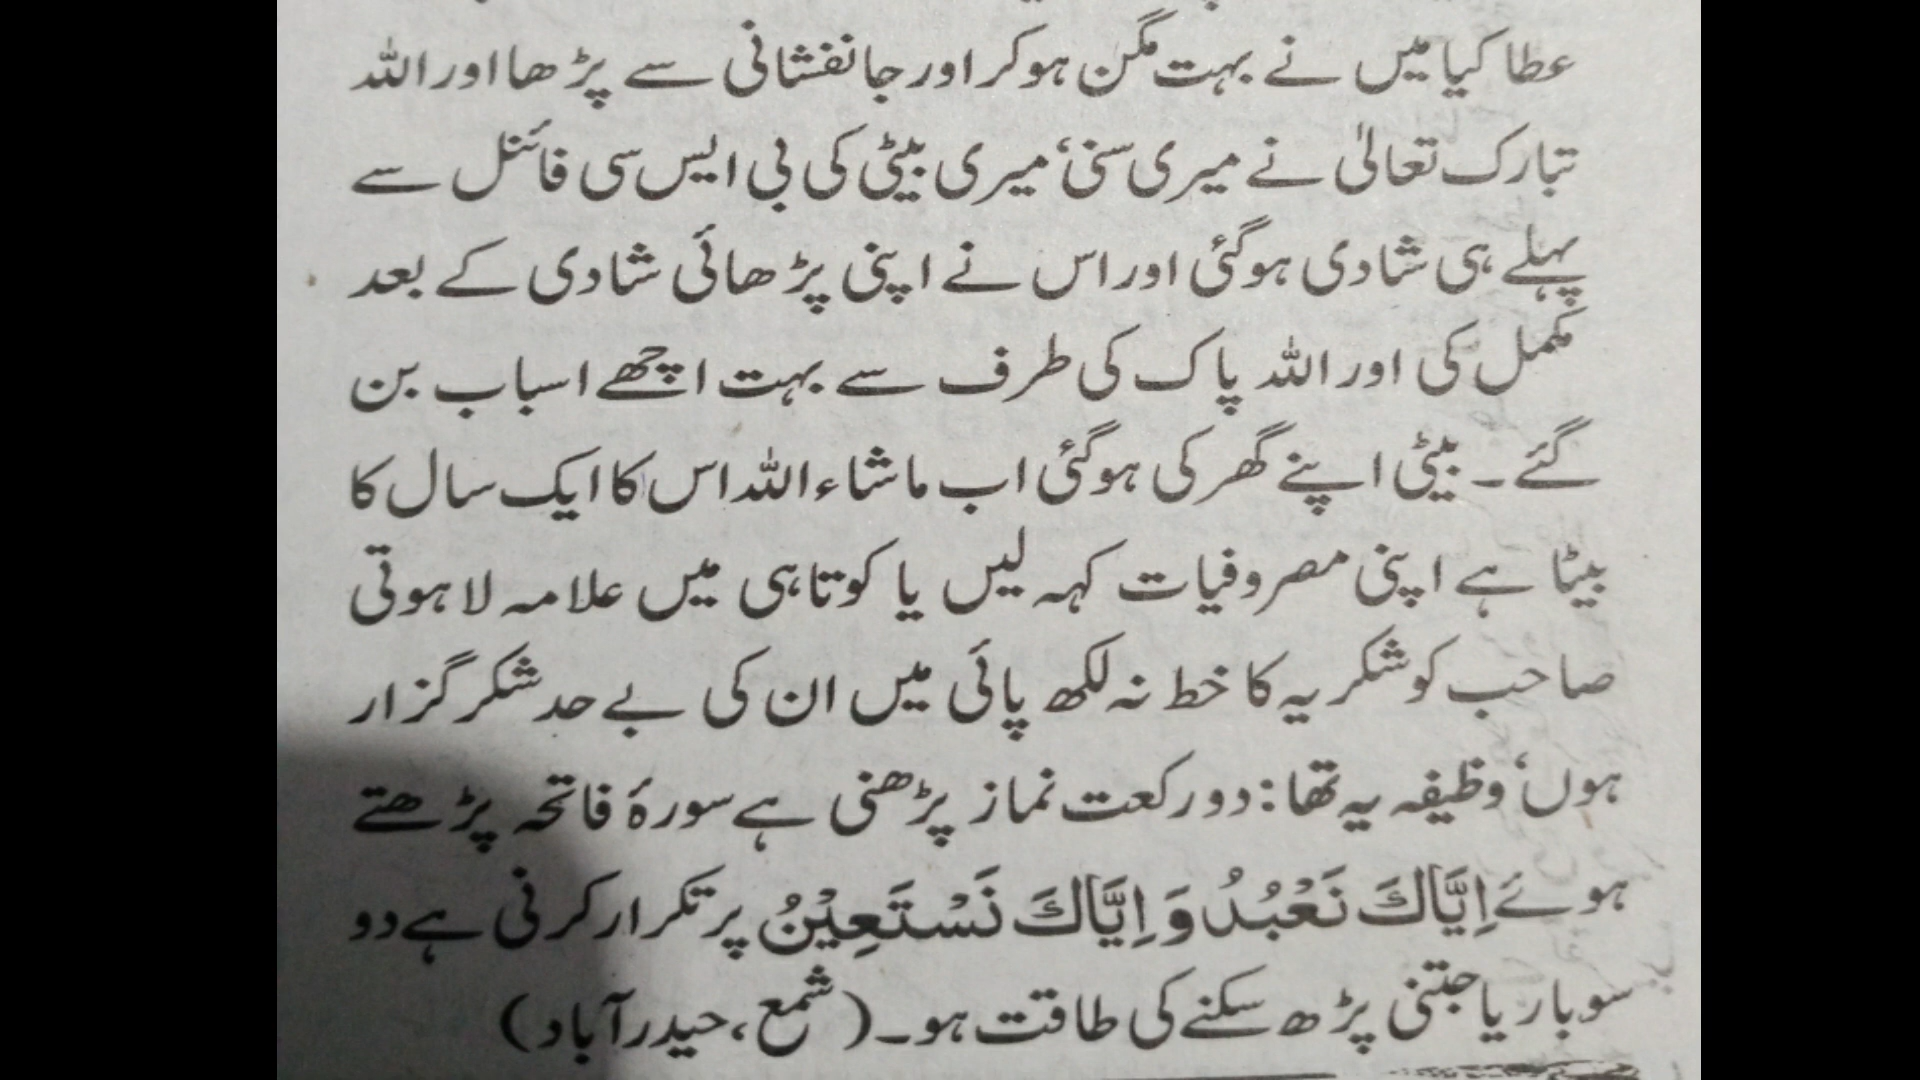 عطا کیا میں نے بہت مگن ہوکر اور جانفشانی سے پڑھا اور اللہ
تبارک تعالیٰ نے میری سنی‘ میری بیٹی کی بی ایس سی فائنل سے
پہلے ہی شادی ہوگئی اور اس نے اپنی پڑھائی شادی کے بعد
مکمل کی اور اللہ پاک کی طرف سے بہت اچھے اسباب بن
گئے۔ بیٹی اپنے گھر کی ہوگئی اب ماشاء اللہ اس کا ایک سال کا
بیٹا ہے اپنی مصروفیات کہہ لیں یا کوتاہی میں علامہ لاہوتی
صاحب کو شکریہ کا خط نہ لکھ پائی میں ان کی بے حد شکر گزار
ہوں‘ وظیفہ یہ تھا: دو رکعت نماز پڑھنی ہے سورۂ فاتحہ پڑھتے
ہوئے اِیَّاكَ نَعْبُدُ وَ اِیَّاكَ نَسْتَعِیْنُ پر تکرار کرنی ہے دو
سو بار یا جتنی پڑھ سکنے کی طاقت ہو۔ (شمع، حیدرآباد)